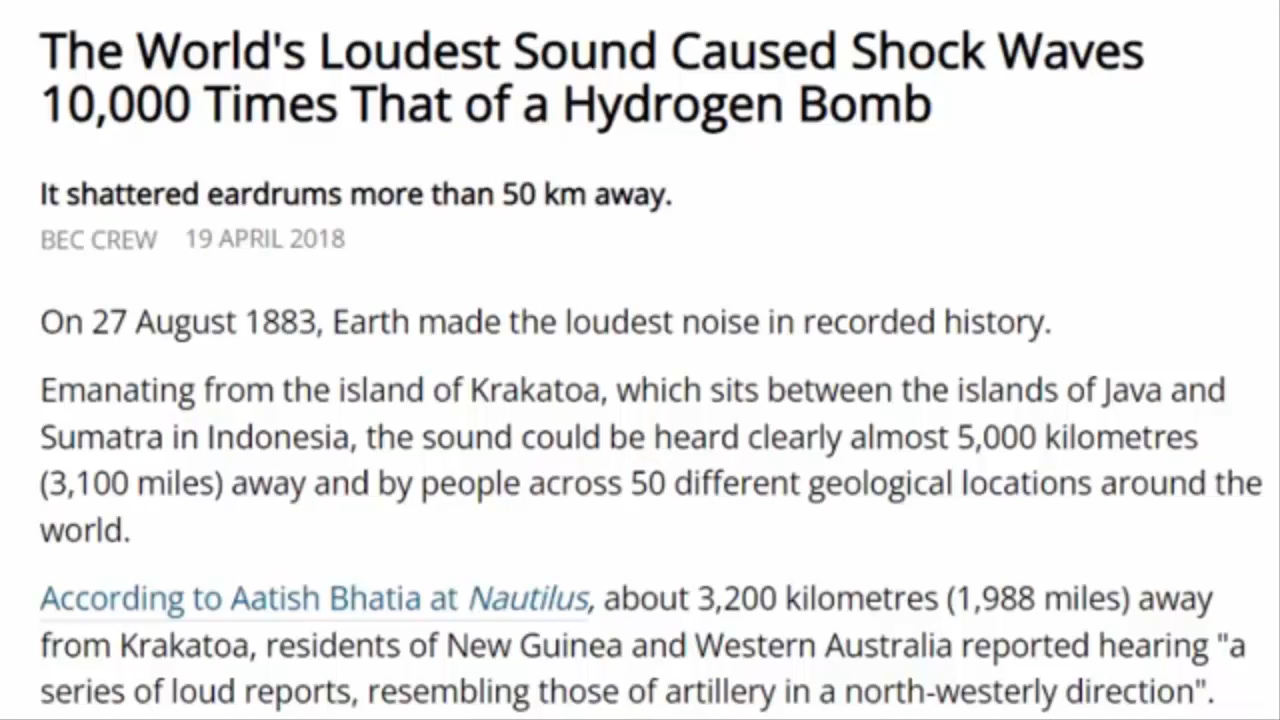 The World's Loudest Sound Caused Shock Waves
10,000 Times That of a Hydrogen Bomb
It shattered eardrums more than 50 km away.
BEC CREW 19 APRIL 2018
On 27 August 1883, Earth made the loudest noise in recorded history.
Emanating from the island of Krakatoa, which sits between the islands of Java and
Sumatra in Indonesia, the sound could be heard clearly almost 5,000 kilometres
(3,100 miles) away and by people across 50 different geological locations around the
world.
According to Aatish Bhatia at Nautilus, about 3,200 kilometres (1,988 miles) away
from Krakatoa, residents of New Guinea and Western Australia reported hearing "a
series of loud reports, resembling those of artillery in a north-westerly direction".